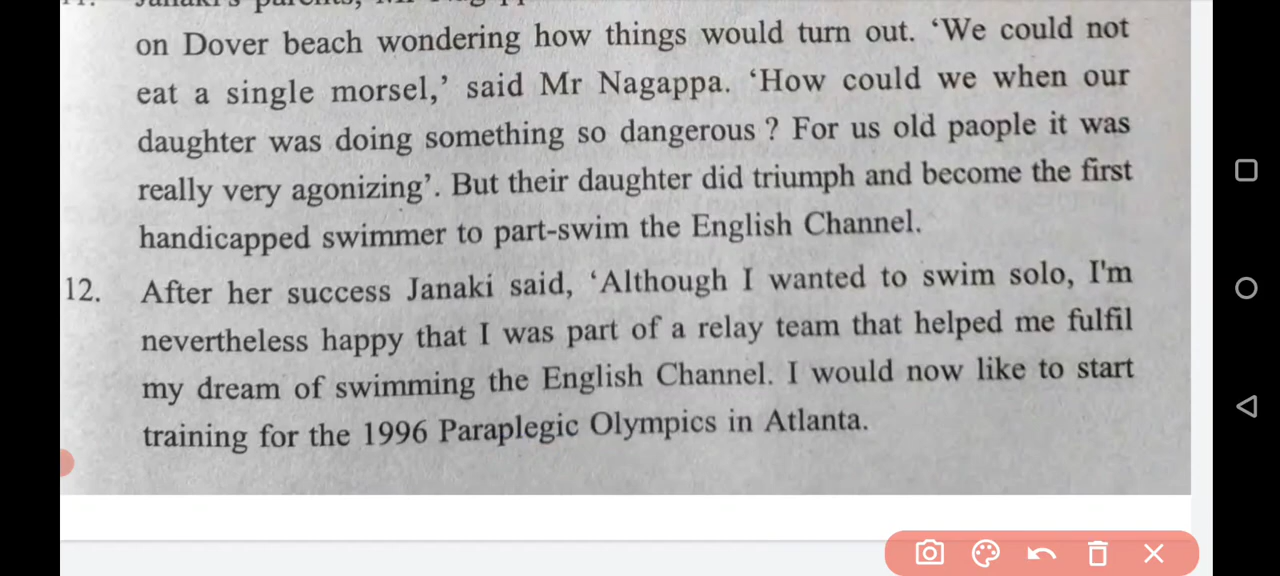 on Dover beach wondering how things would turn out. ‘We could not
eat a single morsel,’ said Mr Nagappa. ‘How could we when our
daughter was doing something so dangerous ? For us old paople it was
really very agonizing’. But their daughter did triumph and become the first
handicapped swimmer to part-swim the English Channel.
12. After her success Janaki said, ‘Although I wanted to swim solo, I'm
nevertheless happy that I was part of a relay team that helped me fulfil
my dream of swimming the English Channel. I would now like to start
training for the 1996 Paraplegic Olympics in Atlanta.